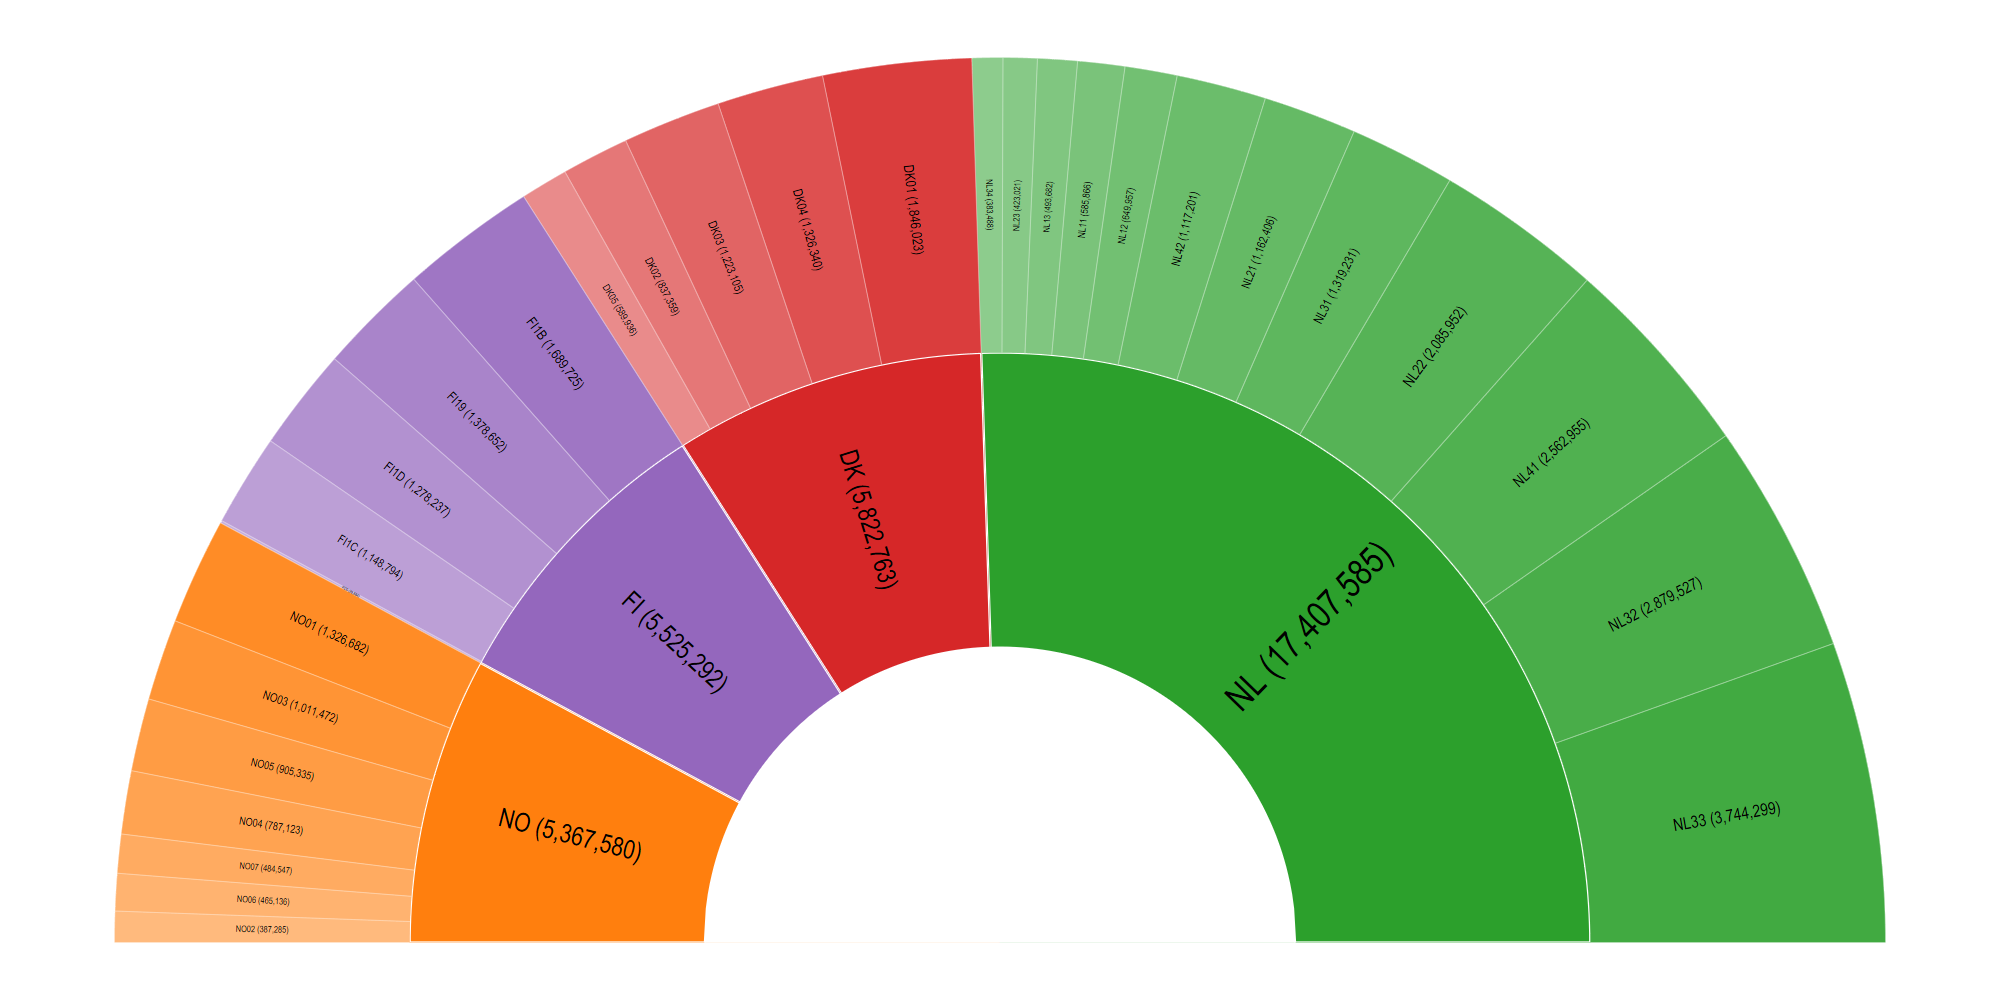 NO (5,367,580)
FI (5,525,292)
DK (5,822,763)
NL (17,407,585)
NO02 (387,285)
NO06 (465,136)
NO07 (484,547)
NO04 (787,123)
NO05 (905,335)
NO03 (1,011,472)
NO01 (1,326,682)
FI1C (1,148,794)
FI1D (1,278,237)
FI19 (1,378,652)
FI1B (1,689,725)
DK05 (589,936)
DK02 (837,359)
DK03 (1,223,105)
DK04 (1,326,340)
DK01 (1,846,023)
NL34 (383,488)
NL23 (423,021)
NL13 (493,682)
NL11 (585,866)
NL12 (649,957)
NL42 (1,117,201)
NL21 (1,162,406)
NL31 (1,319,231)
NL22 (2,085,952)
NL41 (2,562,955)
NL32 (2,879,527)
NL33 (3,744,299)